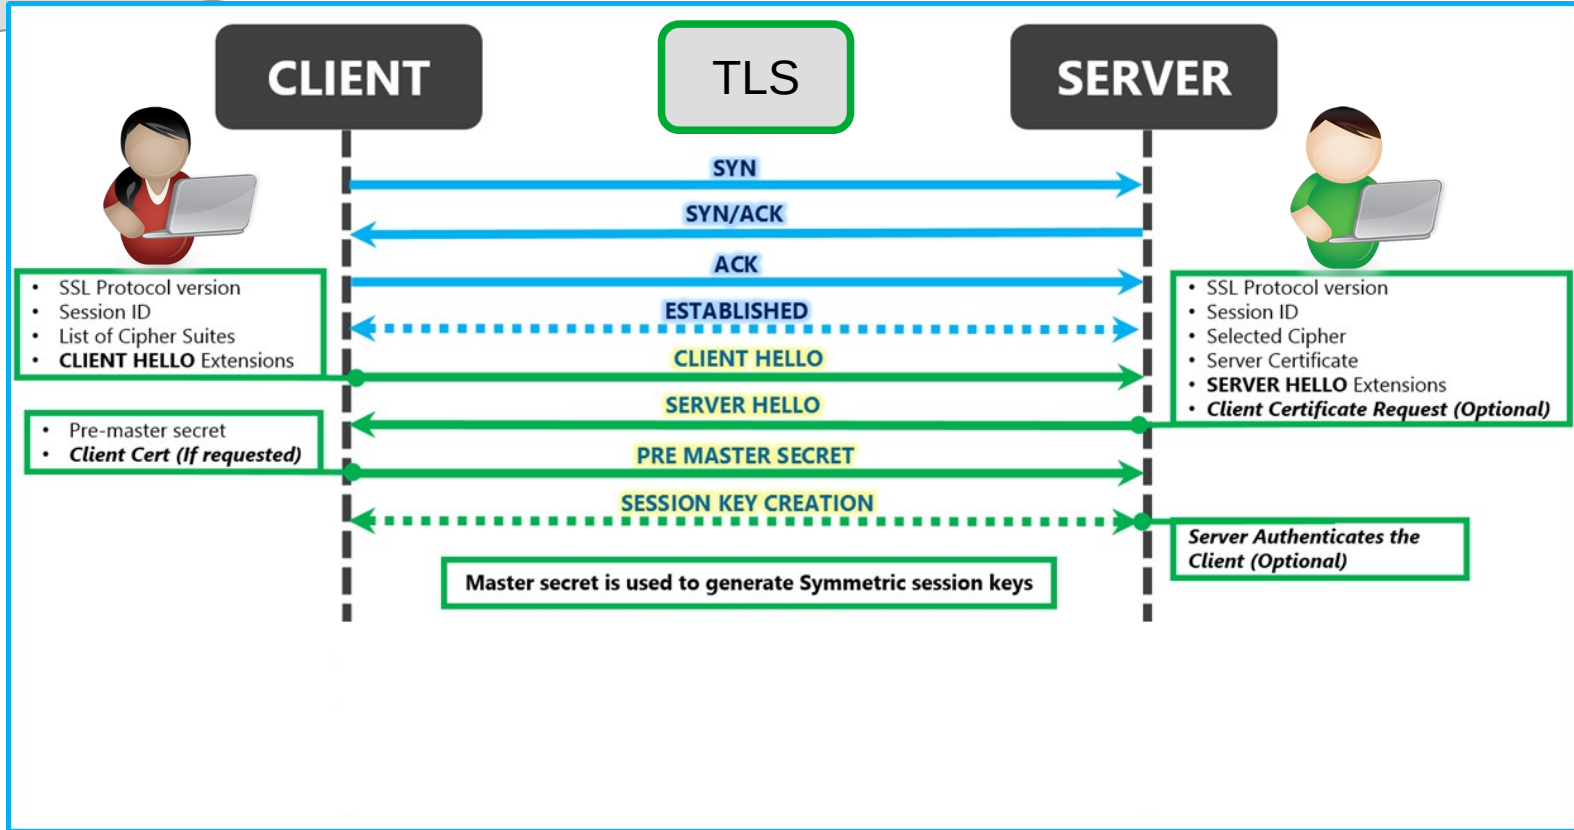 CLIENT
TLS
SERVER
SYN
SYN/ACK
ACK
ESTABLISHED
• SSL Protocol version
• Session ID
• List of Cipher Suites
• CLIENT HELLO Extensions
CLIENT HELLO
• SSL Protocol version
• Session ID
• Selected Cipher
• Server Certificate
• SERVER HELLO Extensions
• Client Certificate Request (Optional)
SERVER HELLO
• Pre-master secret
• Client Cert (If requested)
PRE MASTER SECRET
SESSION KEY CREATION
Server Authenticates the
Client (Optional)
Master secret is used to generate Symmetric session keys